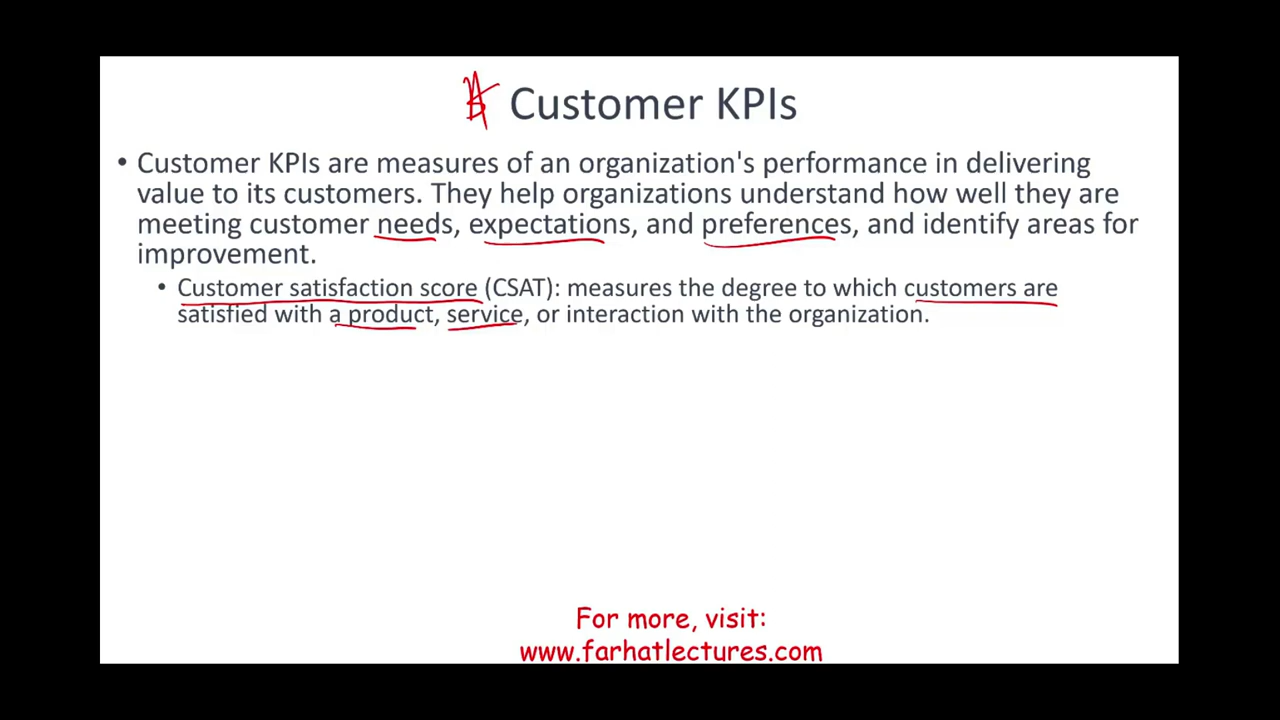 Customer KPIs
• Customer KPIs are measures of an organization's performance in delivering
value to its customers. They help organizations understand how well they are
meeting customer needs, expectations, and preferences, and identify areas for
improvement.
• Customer satisfaction score (CSAT): measures the degree to which customers are
satisfied with a product, service, or interaction with the organization.
For more, visit:
www.farhatlectures.com